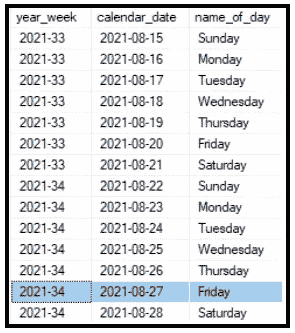 year_week calendar_date name_of_day
2021-33 2021-08-15 Sunday
2021-33 2021-08-16 Monday
2021-33 2021-08-17 Tuesday
2021-33 2021-08-18 Wednesday
2021-33 2021-08-19 Thursday
2021-33 2021-08-20 Friday
2021-33 2021-08-21 Saturday
2021-34 2021-08-22 Sunday
2021-34 2021-08-23 Monday
2021-34 2021-08-24 Tuesday
2021-34 2021-08-25 Wednesday
2021-34 2021-08-26 Thursday
2021-34 2021-08-27 Friday
2021-34 2021-08-28 Saturday